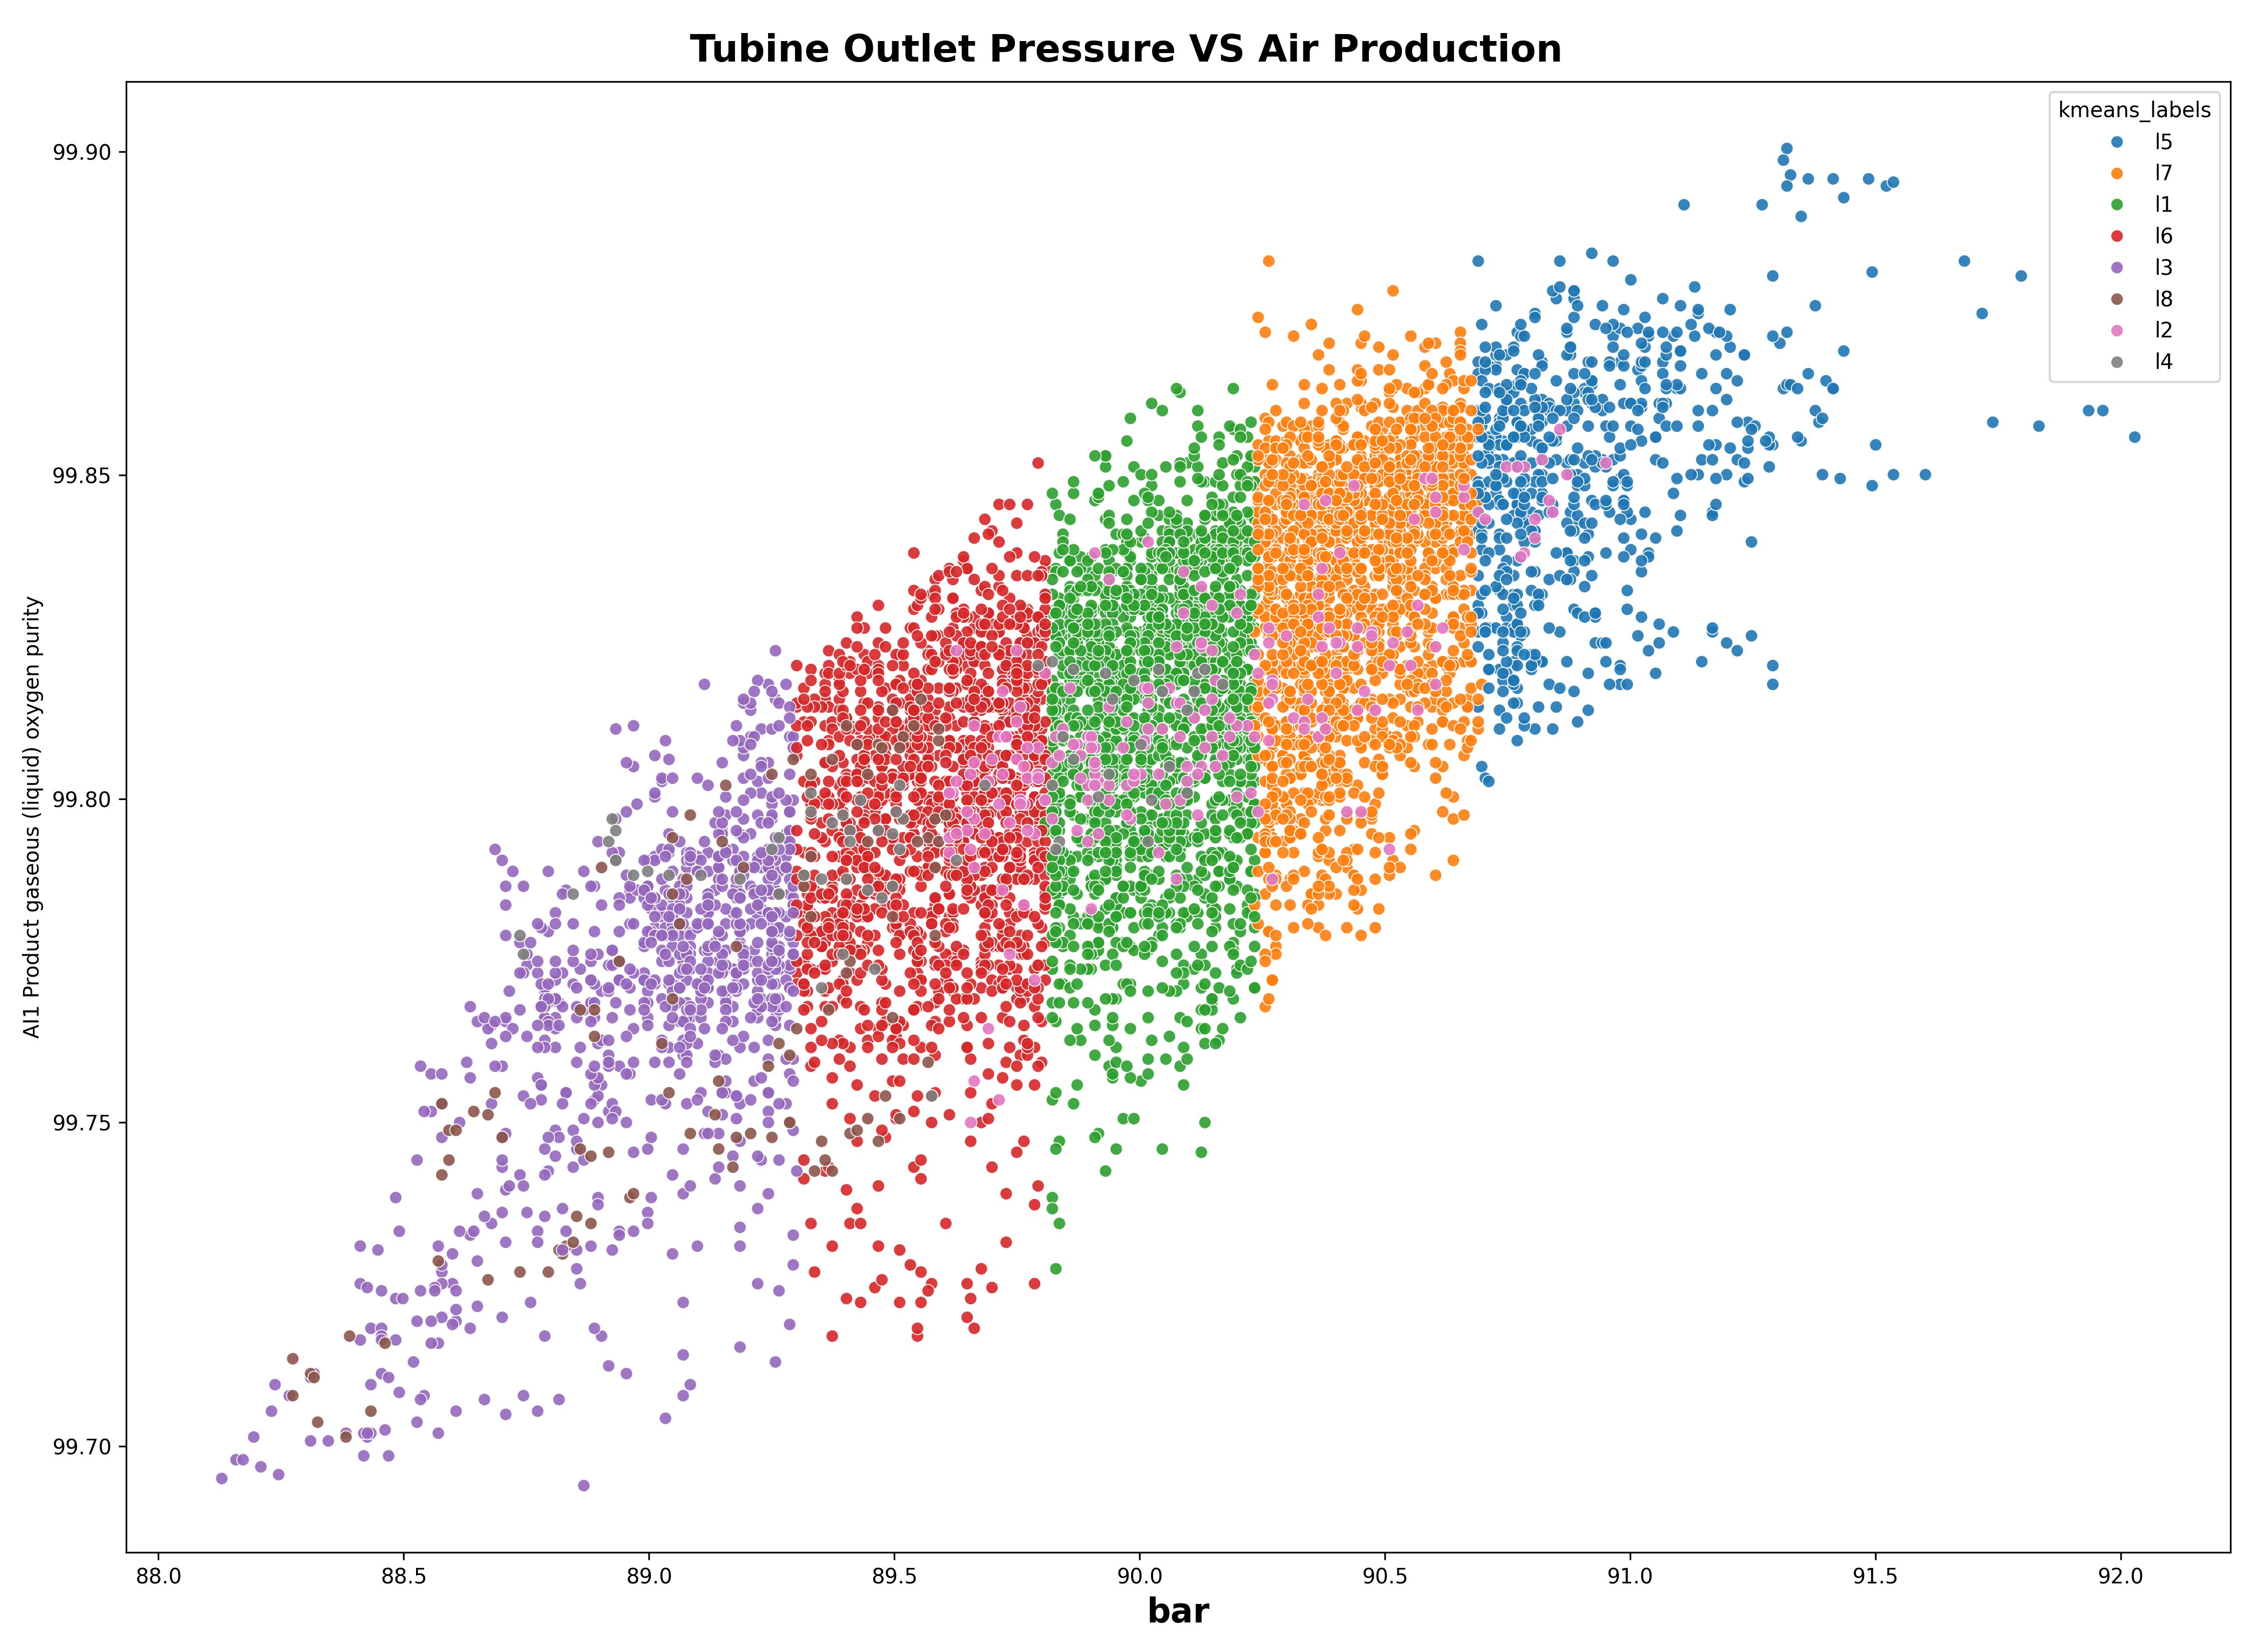 Tubine Outlet Pressure VS Air Production
kmeans_labels
l5
l7
l1
l6
l3
l8
l2
l4
99.90
99.85
99.80
99.75
99.70
AI1 Product gaseous (liquid) oxygen purity
88.0 88.5 89.0 89.5 90.0 90.5 91.0 91.5 92.0
bar